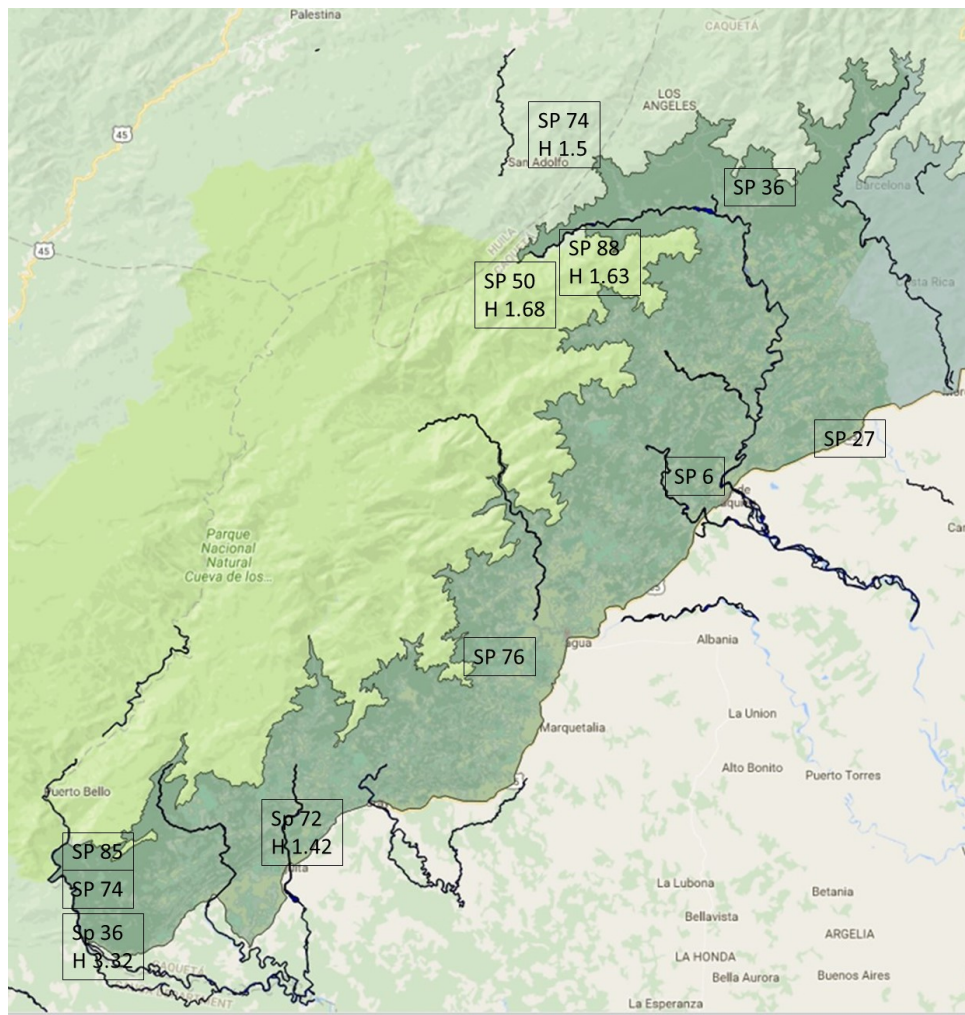 Palestina
CAQUETÁ
LOS
ANGELES
45
SP 74
H 1.5
San Adolfo
SP 36
Barcelona
HUILA
45
SP 88
H 1.63
SP 50
H 1.68
Costa Rica
SP 27
SP 6
de
Parque
Nacional
Natural
Cueva de los...
Albania
SP 76
La Union
Marquetalia
Alto Bonito
Puerto Torres
Puerto Bello
Sp 72
H 1.42
SP 85
SP 74
La Lubona
Betania
Bellavista
Sp 36
H 3.32
ARGELIA
CAQUETÁ
LA HONDA
Bella Aurora
Buenos Aires
La Esperanza